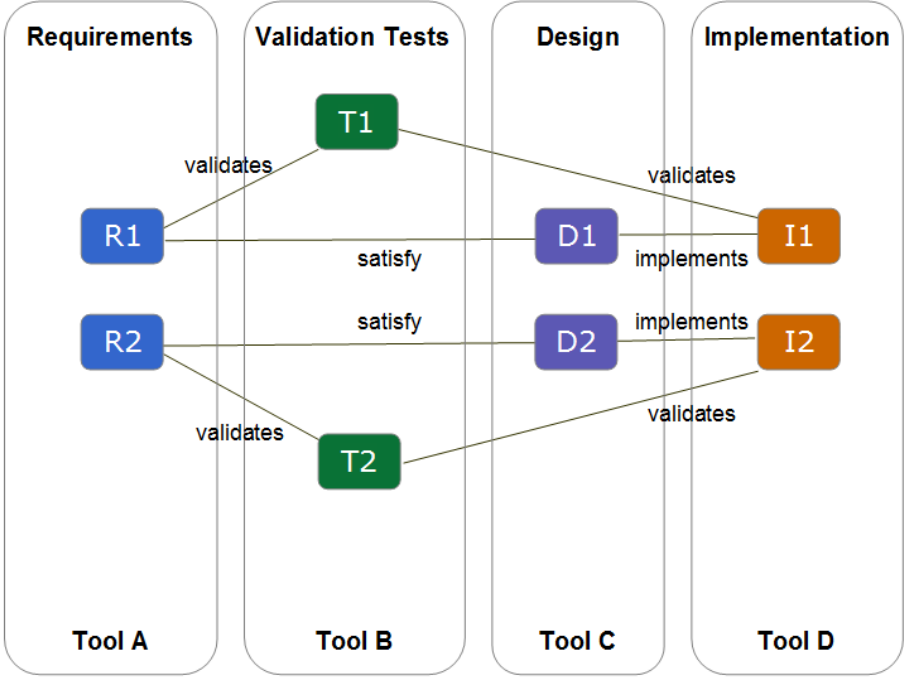 Requirements
Validation Tests
Design
Implementation
T1
validates
validates
R1
D1
I1
satisfy
implements
satisfy
implements
R2
D2
I2
validates
validates
T2
Tool A
Tool B
Tool C
Tool D